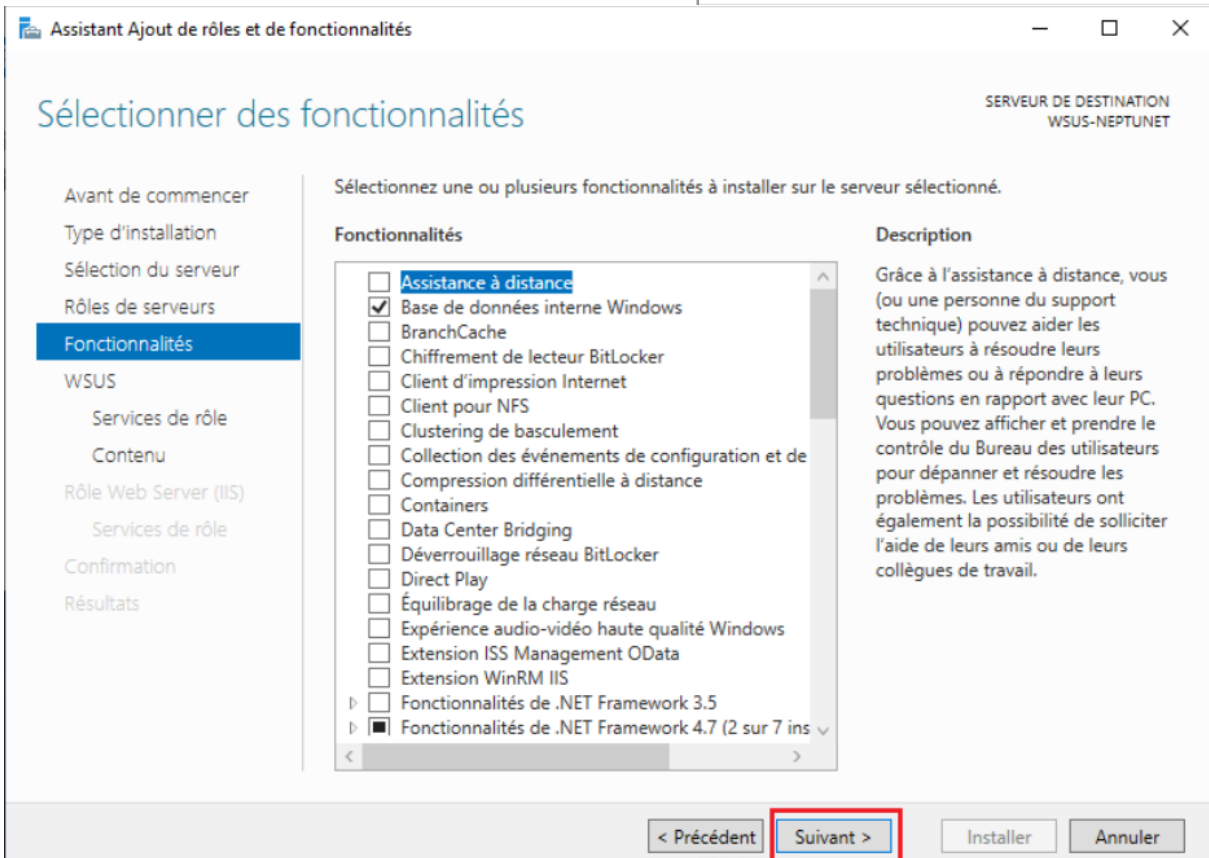 Assistant Ajout de rôles et de fonctionnalités
Sélectionner des fonctionnalités
SERVEUR DE DESTINATION
WSUS-NEPTUNET
Avant de commencer
Type d'installation
Sélection du serveur
Rôles de serveurs
Fonctionnalités
WSUS
Services de rôle
Contenu
Rôle Web Server (IIS)
Services de rôle
Confirmation
Résultats
Sélectionnez une ou plusieurs fonctionnalités à installer sur le serveur sélectionné.
Fonctionnalités
Assistance à distance
Base de données interne Windows
BranchCache
Chiffrement de lecteur BitLocker
Client d'impression Internet
Client pour NFS
Clustering de basculement
Collection des événements de configuration et de
Compression différentielle à distance
Containers
Data Center Bridging
Déverrouillage réseau BitLocker
Direct Play
Équilibrage de la charge réseau
Expérience audio-vidéo haute qualité Windows
Extension ISS Management OData
Extension WinRM IIS
Fonctionnalités de .NET Framework 3.5
Fonctionnalités de .NET Framework 4.7 (2 sur 7 ins
Description
Grâce à l'assistance à distance, vous
(ou une personne du support
technique) pouvez aider les
utilisateurs à résoudre leurs
problèmes ou à répondre à leurs
questions en rapport avec leur PC.
Vous pouvez afficher et prendre le
contrôle du Bureau des utilisateurs
pour dépanner et résoudre les
problèmes. Les utilisateurs ont
également la possibilité de solliciter
l'aide de leurs amis ou de leurs
collègues de travail.
< Précédent
Suivant >
Installer
Annuler